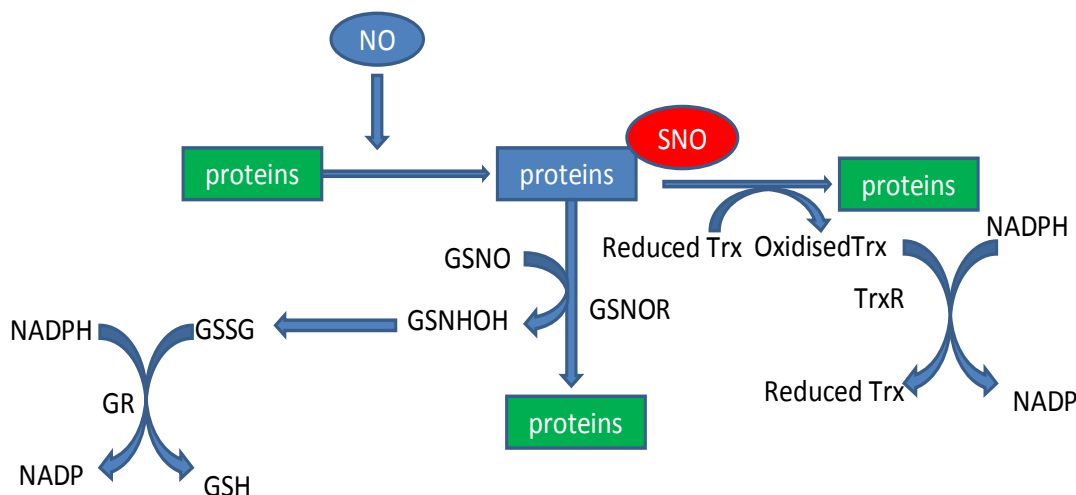 NO
SNO
proteins
proteins
proteins
Reduced Trx
OxidisedTrx
NADPH
GSNO
TrxR
GSNOR
NADPH
GSSG
GSNHOH
Reduced Trx
NADP
GR
proteins
NADP
GSH